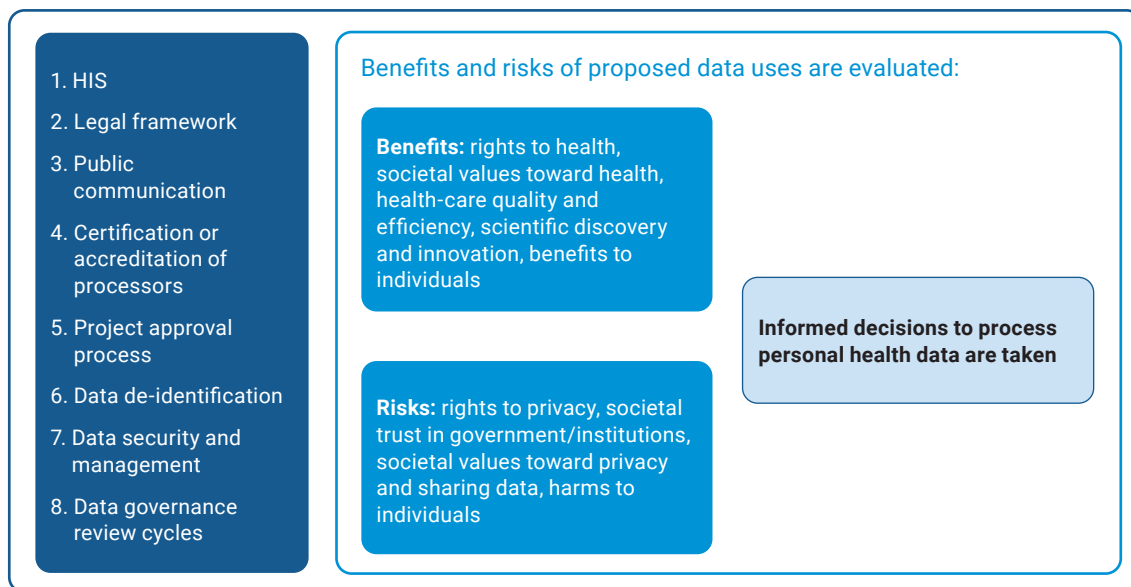 1. HIS
2. Legal framework
3. Public
communication
4. Certification or
accreditation of
processors
5. Project approval
process
6. Data de-identification
7. Data security and
management
8. Data governance
review cycles
Benefits and risks of proposed data uses are evaluated:
Benefits: rights to health,
societal values toward health,
health-care quality and
efficiency, scientific discovery
and innovation, benefits to
individuals
Risks: rights to privacy, societal
trust in government/institutions,
societal values toward privacy
and sharing data, harms to
individuals
Informed decisions to process
personal health data are taken